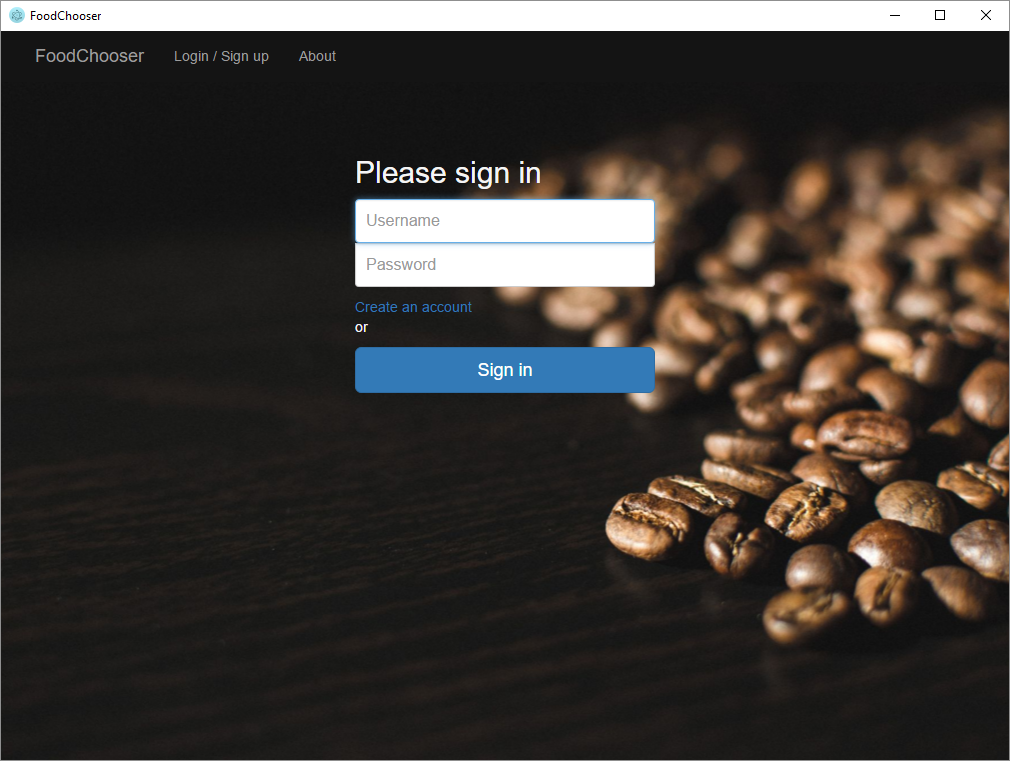 FoodChooser
FoodChooser Login / Sign up About
Please sign in
Username
Password
Create an account
or
Sign in